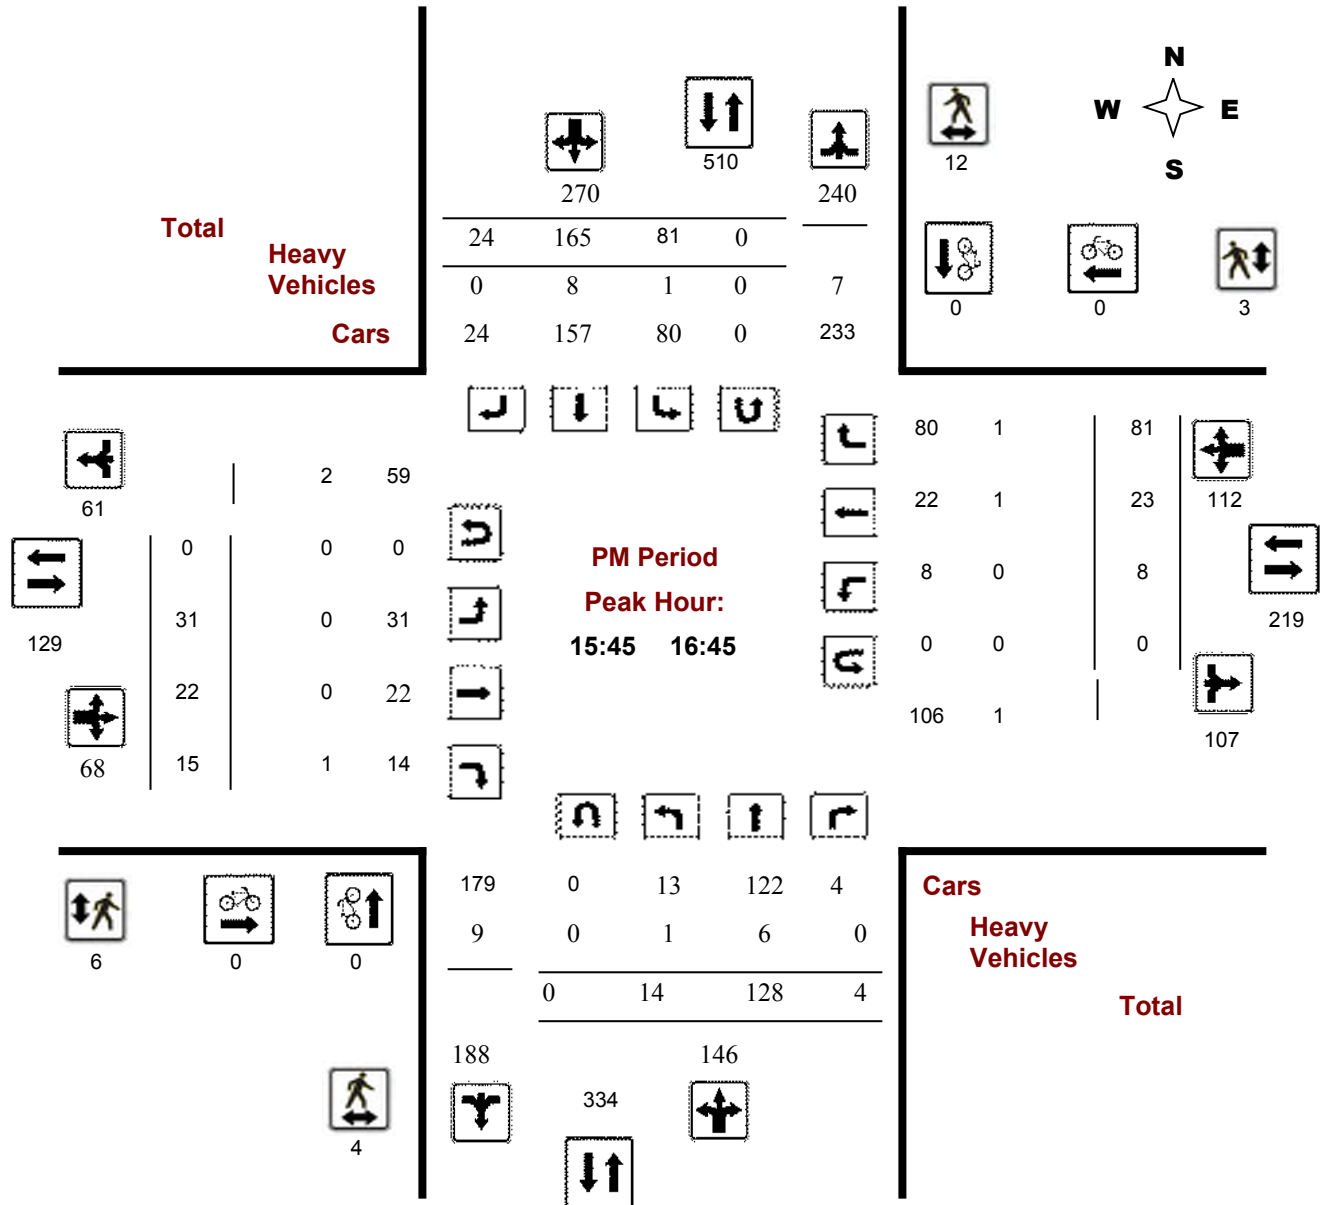 N
W E
S
510
12
270 240
Total
24 165 81 0
Heavy
Vehicles
0 8 1 0 7
0 0 3
Cars
24 157 80 0 233
80 1 81
2 59
61
22 1 23 112
0 0 0
PM Period
8 0 8
Peak Hour:
31 0 31
219
129
15:45 16:45
0 0 0
22 0 22
106 1
107
68 15 1 14
179 0 13 122 4
Cars
9 0 1 6 0
Heavy
Vehicles
6 0 0
0 14 128 4
Total
188 146
334
4